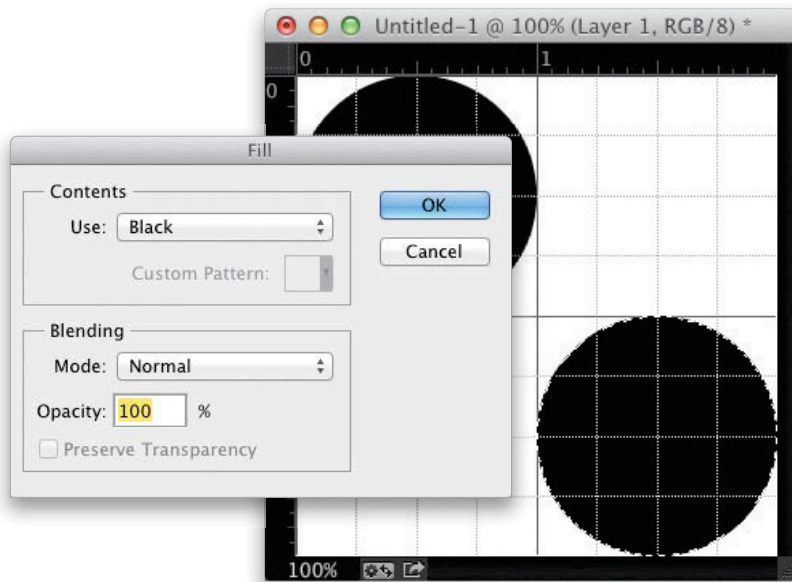 Untitled-1 @ 100% (Layer 1, RGB/8) *
0 1
0
Fill
Contents
Use: Black
Custom Pattern:
OK
Cancel
Blending
Mode: Normal
Opacity: 100 %
Preserve Transparency
100%